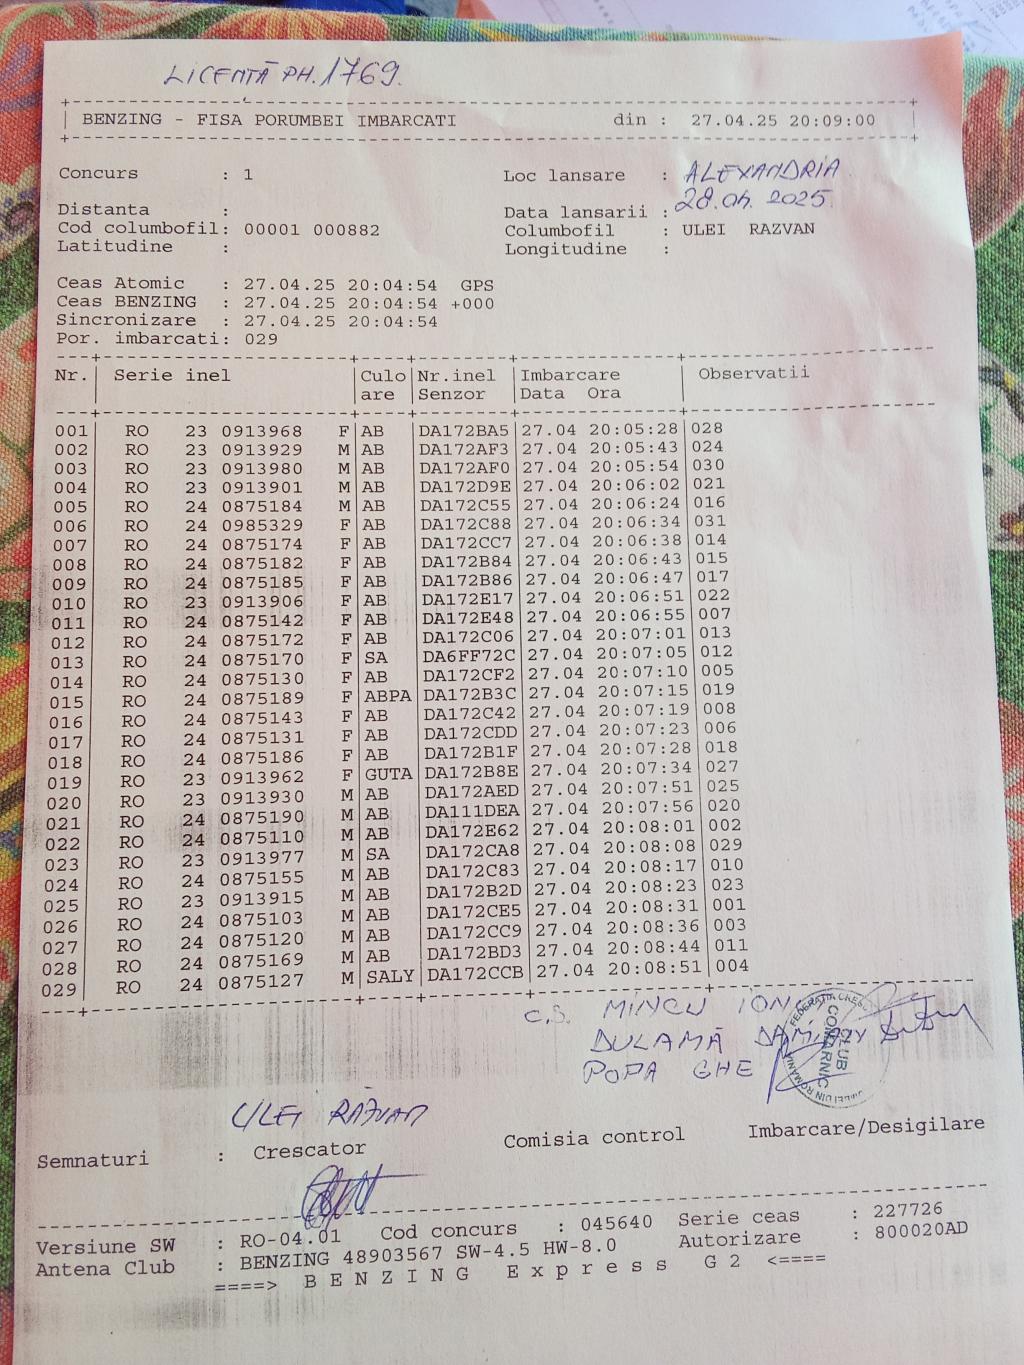 LICENTĂ PH. 1769.
BENZING - FISA PORUMBEI IMBARCATI din : 27.04.25 20:09:00
Concurs : 1 Loc lansare : ALEXANDRIA
Distanta : Data lansarii : 28.04.2025
Cod columbofil: 00001 000882 Columbofil : ULEI RAZVAN
Latitudine : Longitudine :
Ceas Atomic : 27.04.25 20:04:54 GPS
Ceas BENZING : 27.04.25 20:04:54 +000
Sincronizare : 27.04.25 20:04:54
Por. imbarcati: 029
Nr. Serie inel Culo Nr.inel Imbarcare Observatii
are Senzor Data Ora
001 RO 23 0913968 F AB DA172BA5 27.04 20:05:28 028
002 RO 23 0913929 M AB DA172AF3 27.04 20:05:43 024
003 RO 23 0913980 M AB DA172AF0 27.04 20:05:54 030
004 RO 23 0913901 M AB DA172D9E 27.04 20:06:02 021
005 RO 24 0875184 M AB DA172C55 27.04 20:06:24 016
006 RO 24 0985329 F AB DA172C88 27.04 20:06:34 031
007 RO 24 0875174 F AB DA172CC7 27.04 20:06:38 014
008 RO 24 0875182 F AB DA172B84 27.04 20:06:43 015
009 RO 24 0875185 F AB DA172B86 27.04 20:06:47 017
010 RO 23 0913906 F AB DA172E17 27.04 20:06:51 022
011 RO 24 0875142 F AB DA172E48 27.04 20:06:55 007
012 RO 24 0875172 F AB DA172C06 27.04 20:07:01 013
013 RO 24 0875170 F SA DA6FF72C 27.04 20:07:05 012
014 RO 24 0875130 F AB DA172CF2 27.04 20:07:10 005
015 RO 24 0875189 F ABPA DA172B3C 27.04 20:07:15 019
016 RO 24 0875143 F AB DA172C42 27.04 20:07:19 008
017 RO 24 0875131 F AB DA172CDD 27.04 20:07:23 006
018 RO 24 0875186 F AB DA172B1F 27.04 20:07:28 018
019 RO 23 0913962 F GUTA DA172B8E 27.04 20:07:34 027
020 RO 23 0913930 M AB DA172AED 27.04 20:07:51 025
021 RO 24 0875190 M AB DA111DEA 27.04 20:07:56 020
022 RO 24 0875110 M AB DA172E62 27.04 20:08:01 002
023 RO 23 0913977 M SA DA172CA8 27.04 20:08:08 029
024 RO 24 0875155 M AB DA172C83 27.04 20:08:17 010
025 RO 23 0913915 M AB DA172B2D 27.04 20:08:23 023
026 RO 24 0875103 M AB DA172CE5 27.04 20:08:31 001
027 RO 24 0875120 M AB DA172CC9 27.04 20:08:36 003
028 RO 24 0875169 M AB DA172BD3 27.04 20:08:44 011
029 RO 24 0875127 M SALY DA172CCB 27.04 20:08:51 004
C.S. MINCU ION
DULAMĂ DAMIAN
POPA GHE
CLUB
COMARNIC
DIN ROMANIA
ULEI RĂZVAN
Semnaturi : Crescator Comisia control Imbarcare/Desigilare
Versiune SW : RO-04.01 Cod concurs : 045640 Serie ceas : 227726
Antena Club : BENZING 48903567 SW-4.5 HW-8.0 Autorizare : 800020AD
====> B E N Z I N G E x p r e s s G 2 <====